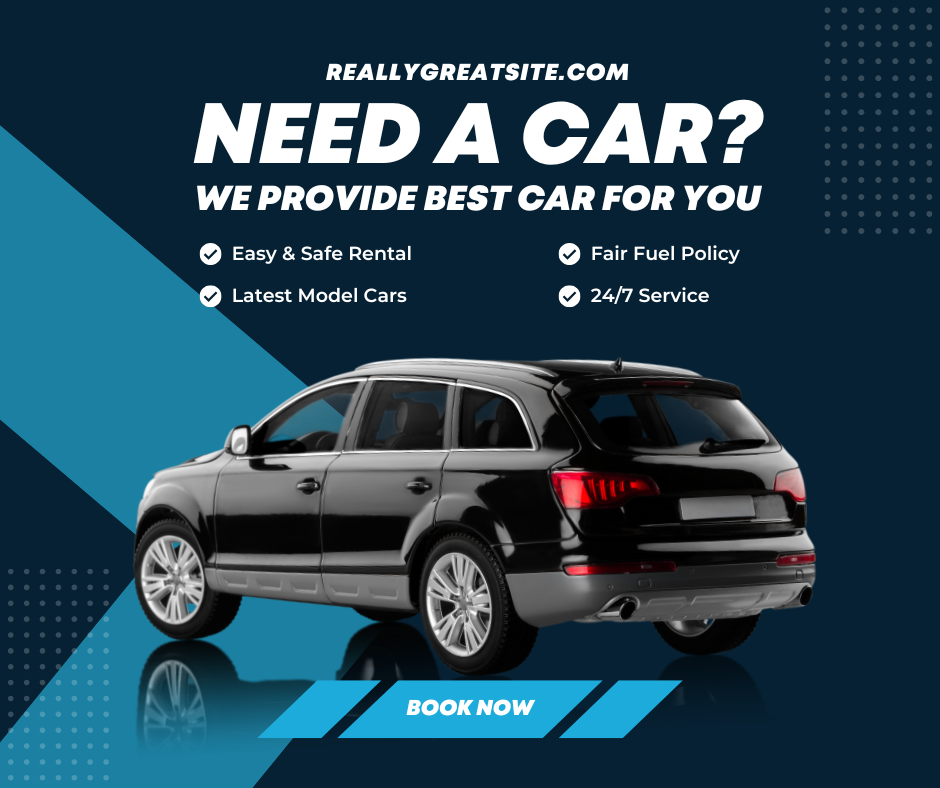 REALLYGREATSITE.COM
NEED A CAR?
WE PROVIDE BEST CAR FOR YOU
Easy & Safe Rental
Fair Fuel Policy
Latest Model Cars
24/7 Service
BOOK NOW